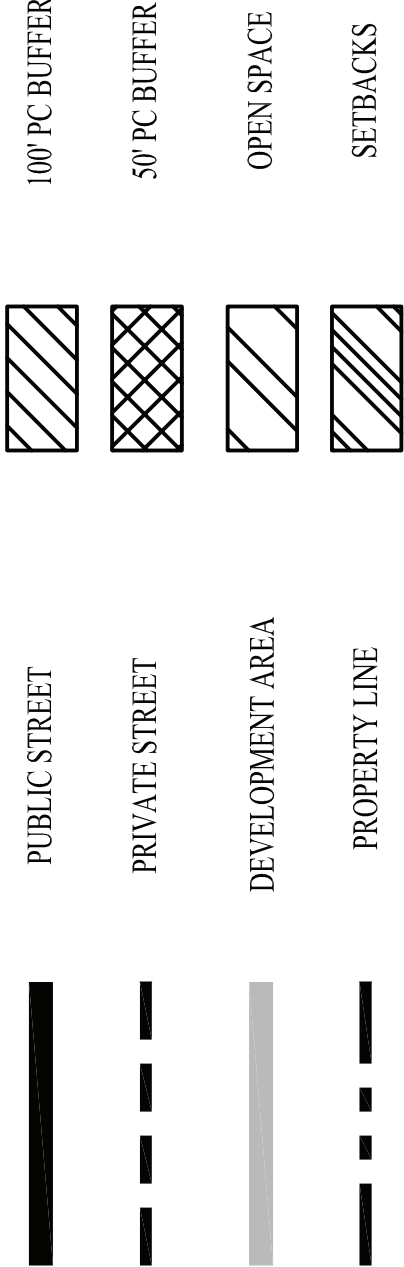 PUBLIC STREET
100' PC BUFFER
PRIVATE STREET
50' PC BUFFER
DEVELOPMENT AREA
OPEN SPACE
PROPERTY LINE
SETBACKS